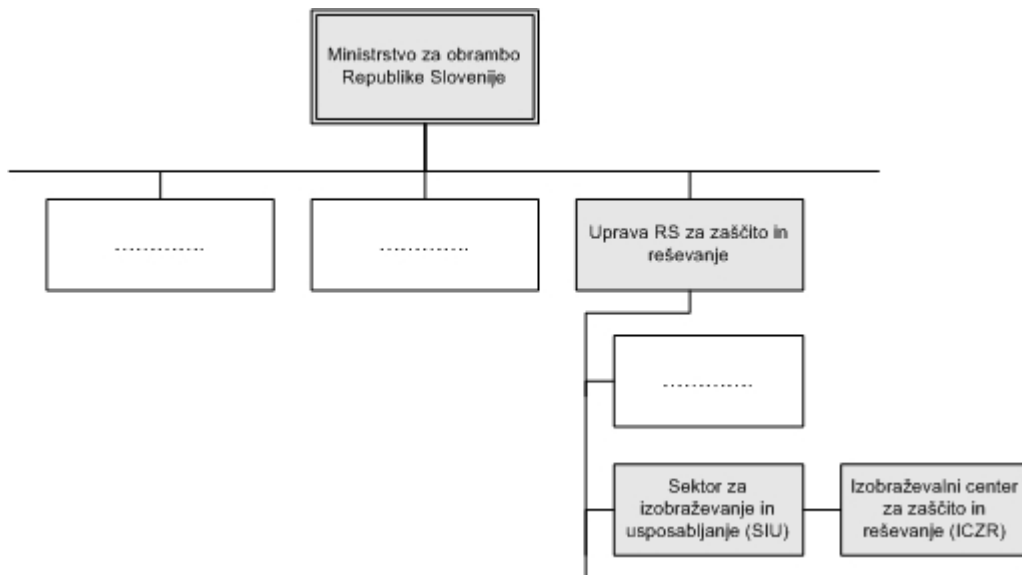 Ministrstvo za obrambo
Republike Slovenije
...............
...............
Uprava RS za zaščito in
reševanje
...............
Sektor za
izobraževanje in
usposabljanje (SIU)
Izobraževalni center
za zaščito in
reševanje (ICZR)